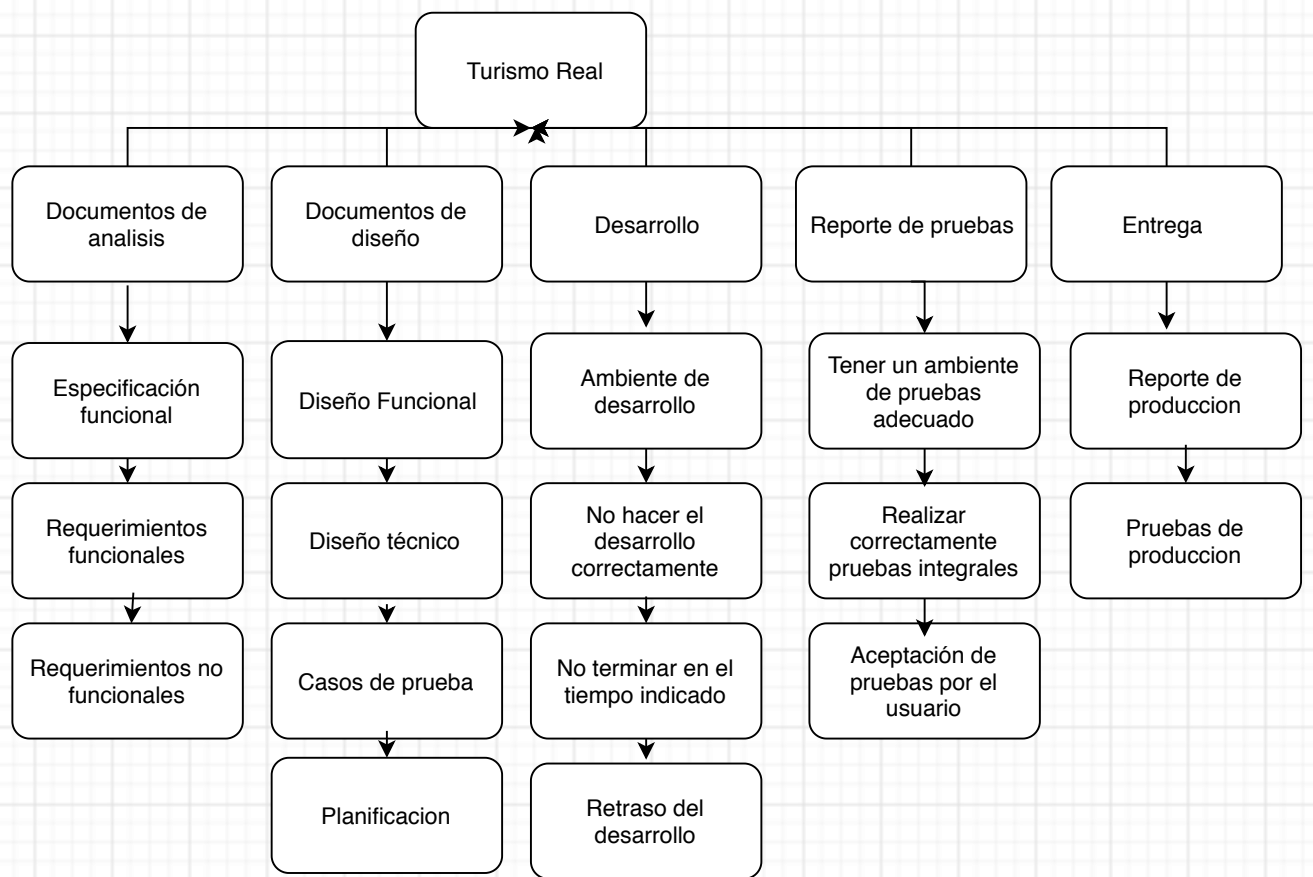 Turismo Real
Documentos de
analisis
Documentos de
diseño
Desarrollo
Reporte de pruebas
Entrega
Especificación
funcional
Diseño Funcional
Ambiente de
desarrollo
Tener un ambiente
de pruebas
adecuado
Reporte de
produccion
Requerimientos
funcionales
Diseño técnico
No hacer el
desarrollo
correctamente
Realizar
correctamente
pruebas integrales
Pruebas de
produccion
Requerimientos no
funcionales
Casos de prueba
No terminar en el
tiempo indicado
Aceptación de
pruebas por el
usuario
Planificacion
Retraso del
desarrollo